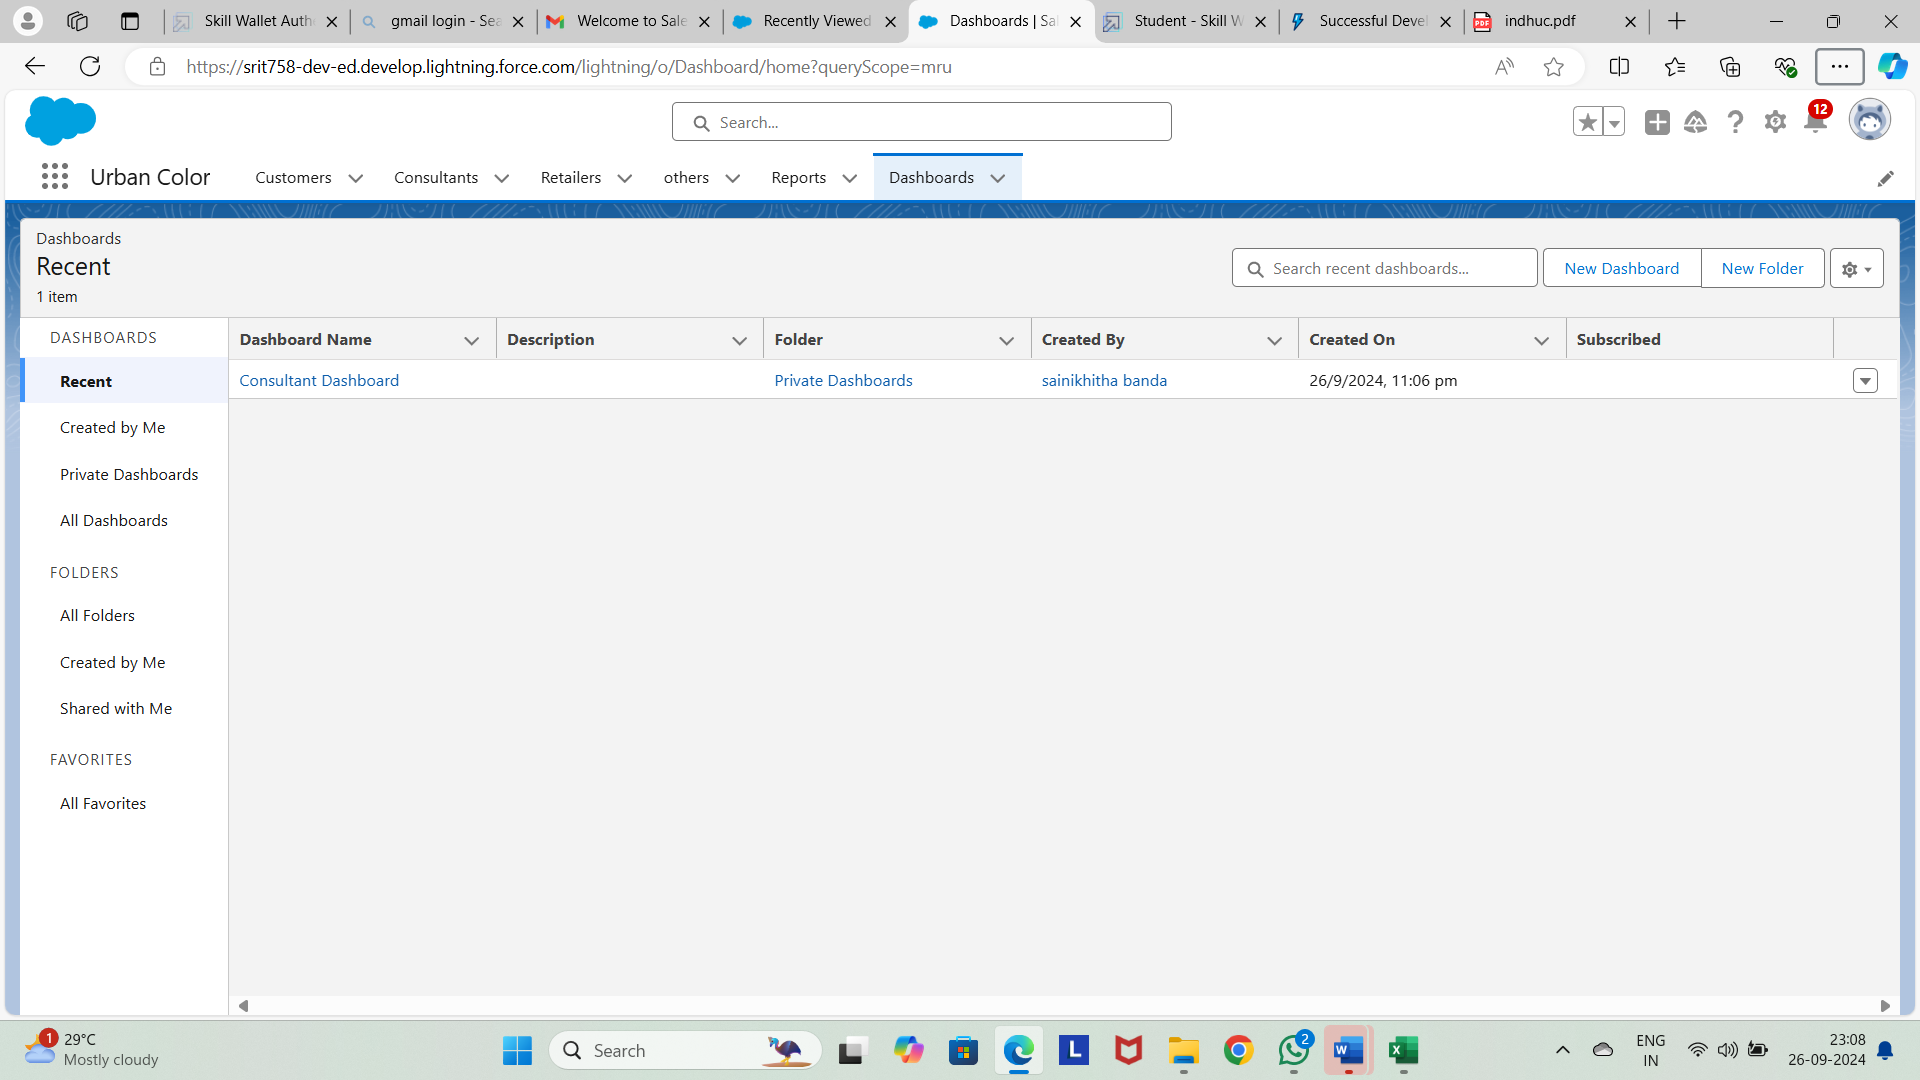 Skill Wallet Auth
gmail login - Sea
Welcome to Sale
Recently Viewed
Dashboards | Sal
Student - Skill W
Successful Devel
indhuc.pdf
https://srit758-dev-ed.develop.lightning.force.com/lightning/o/Dashboard/home?queryScope=mru
Search...
12
Urban Color
Customers
Consultants
Retailers
others
Reports
Dashboards
Dashboards
Recent
1 item
Search recent dashboards...
New Dashboard
New Folder
DASHBOARDS
Recent
Created by Me
Private Dashboards
All Dashboards
FOLDERS
All Folders
Created by Me
Shared with Me
FAVORITES
All Favorites
Dashboard Name Description Folder Created By Created On Subscribed
Consultant Dashboard Private Dashboards sainikhitha banda 26/9/2024, 11:06 pm
1
29°C
Mostly cloudy
Search
L
2
ENG
IN
23:08
26-09-2024